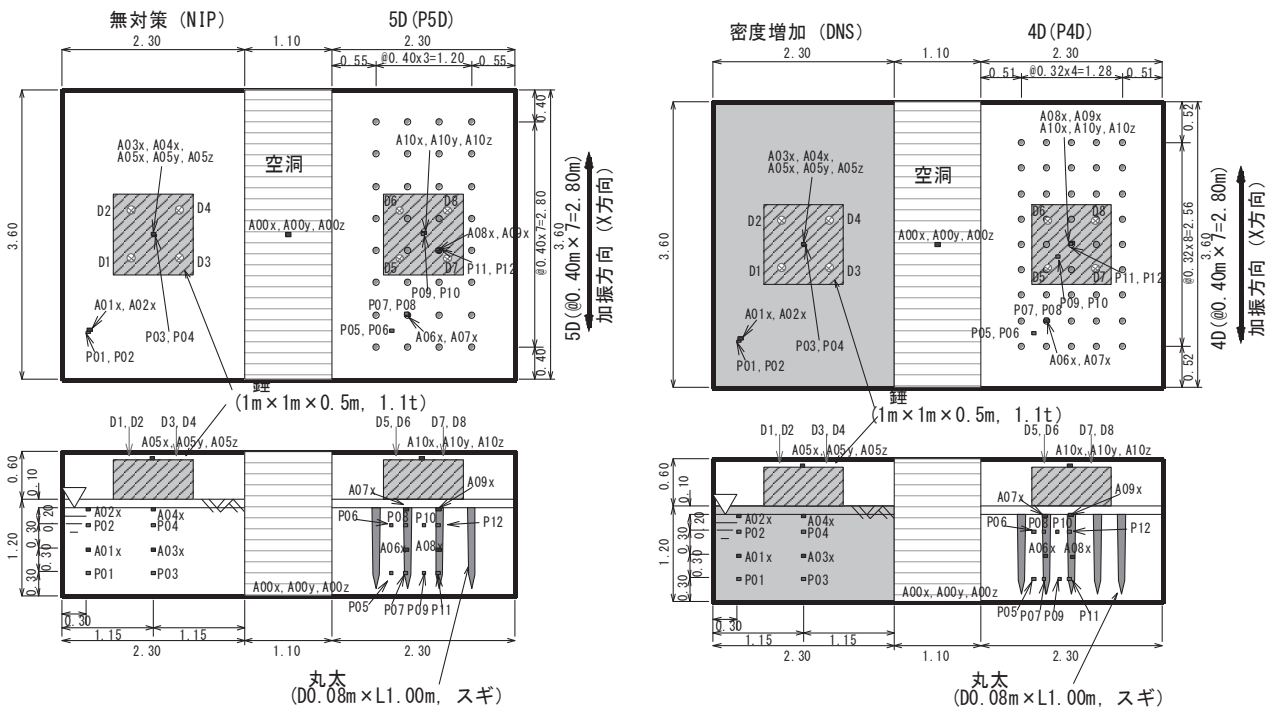 無対策 (NIP)
5D(P5D)
2.30
1.10
2.30
0.55
@0.40x3=1.20
0.55
A03x, A04x,
A05x, A05y, A05z
A10x, A10y, A10z
空洞
D2
D4
D1
D3
D6
D8
D5
D7
A00x, A00y, A00z
A08x, A09x
P11, P12
P09, P10
A01x, A02x
P01, P02
P03, P04
P07, P08
P05, P06
A06x, A07x
3.60
0.40
@0.40x7=2.80
0.40
3.60
5D(@0.40m×7=2.80m)
加振方向 (X方向)
錘
(1m×1m×0.5m, 1.1t)
D1, D2
D3, D4
A05x, A05y, A05z
D5, D6
D7, D8
A10x, A10y, A10z
0.60
0.10
1.20
0.20
0.30
0.30
0.30
A02x
A04x
P02
P04
A01x
A03x
P01
P03
A07x
A09x
P06
P08
P10
P12
A06x
A08x
A00x, A00y, A00z
P05
P07
P09
P11
0.30
1.15
1.15
2.30
1.10
2.30
丸太
(D0.08m×L1.00m, スギ)
密度増加 (DNS)
4D(P4D)
2.30
1.10
2.30
0.51
@0.32x4=1.28
0.51
A08x, A09x
A10x, A10y, A10z
A03x, A04x,
A05x, A05y, A05z
空洞
D2
D4
D1
D3
D6
D8
D5
D7
A00x, A00y, A00z
P11, P12
P09, P10
A01x, A02x
P01, P02
P03, P04
P07, P08
P05, P06
A06x, A07x
3.60
0.52
@0.32x8=2.56
0.52
3.60
4D(@0.40m×7=2.80m)
加振方向 (X方向)
錘
(1m×1m×0.5m, 1.1t)
D1, D2
D3, D4
A05x, A05y, A05z
D5, D6
D7, D8
A10x, A10y, A10z
0.60
0.10
1.20
0.20
0.30
0.30
0.30
A02x
A04x
P02
P04
A01x
A03x
P01
P03
A07x
A09x
P06
P08
P10
P12
A06x
A08x
A00x, A00y, A00z
P05
P07
P09
P11
0.30
1.15
1.15
2.30
1.10
2.30
丸太
(D0.08m×L1.00m, スギ)